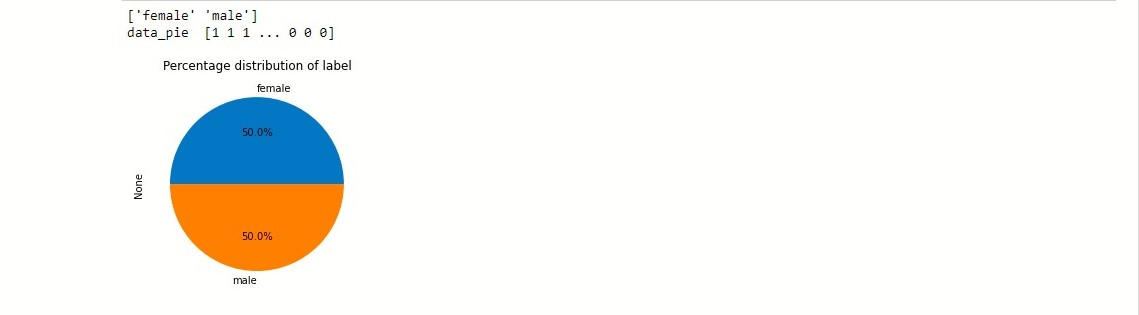 ['female' 'male']
data_pie  [1 1 1 ... 0 0 0]
Percentage distribution of label
female
50.0%
None
50.0%
male